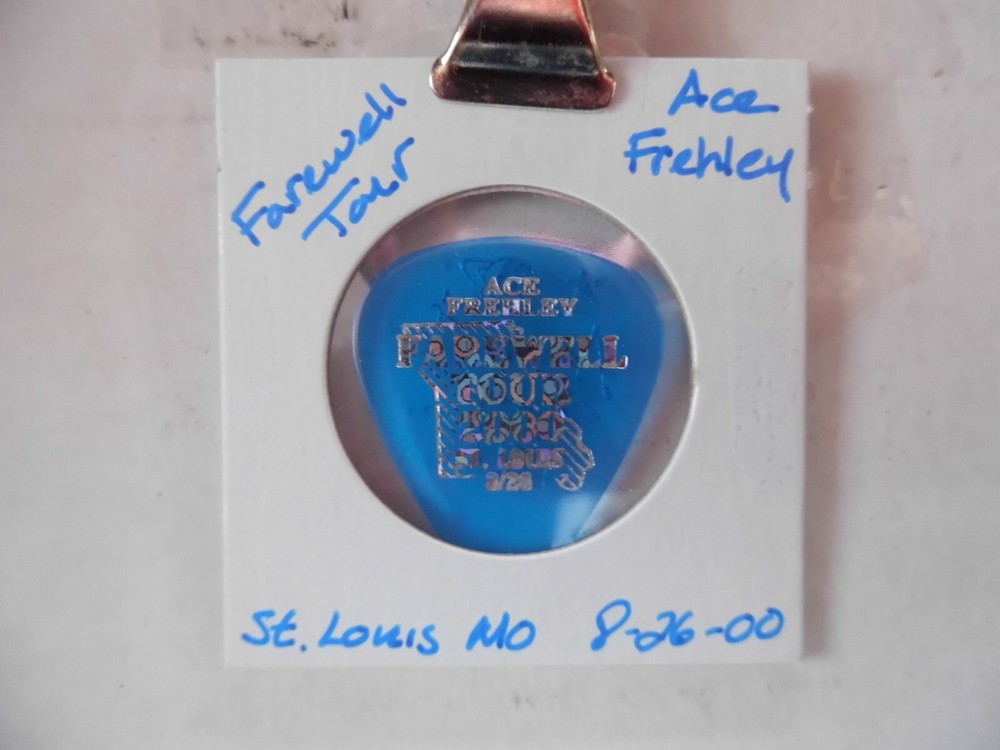 Farewell
Tour
Ace
Frehley
ACE
FREHLEY
FAREWELL
TOUR
2000
ST. LOUIS
8/26
St. Louis MO 8-26-00